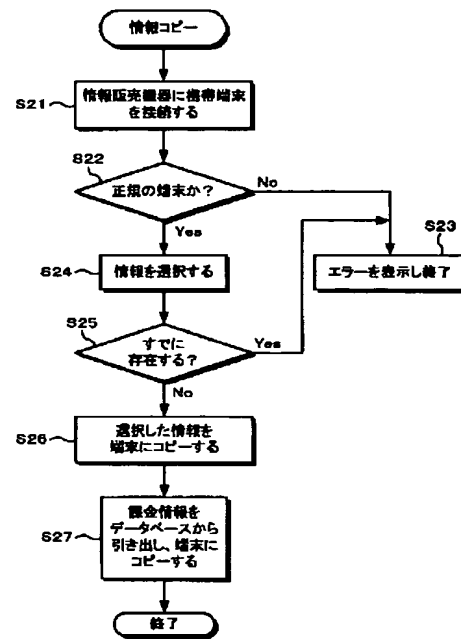 情報コピー
S21
情報販売機器に携帯端末
を接続する
S22
正規の端末か？
No
Yes
S23
エラーを表示し終了
S24
情報を選択する
S25
すでに
存在する？
Yes
No
S26
選択した情報を
端末にコピーする
S27
課金情報を
データベースから
引き出し、端末に
コピーする
終了